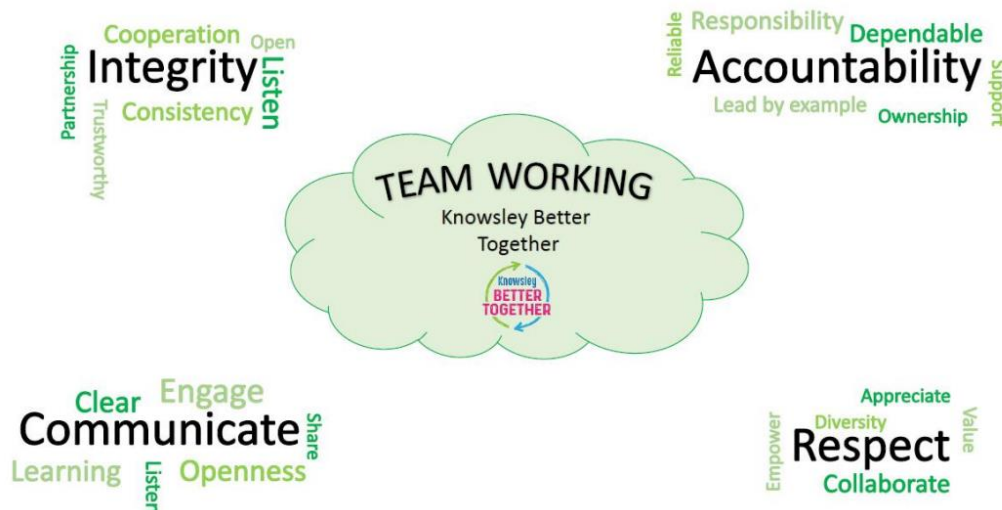 Cooperation
Open
Partnership
Integrity
Listen
Consistency
Trustworthy
Reliable
Responsibility
Dependable
Accountability
Support
Lead by example
Ownership
TEAM WORKING
Knowsley Better
Together
Knowsley
BETTER
TOGETHER
Clear
Engage
Communicate
Share
Learning
Listen
Openness
Appreciate
Empower
Diversity
Value
Respect
Collaborate